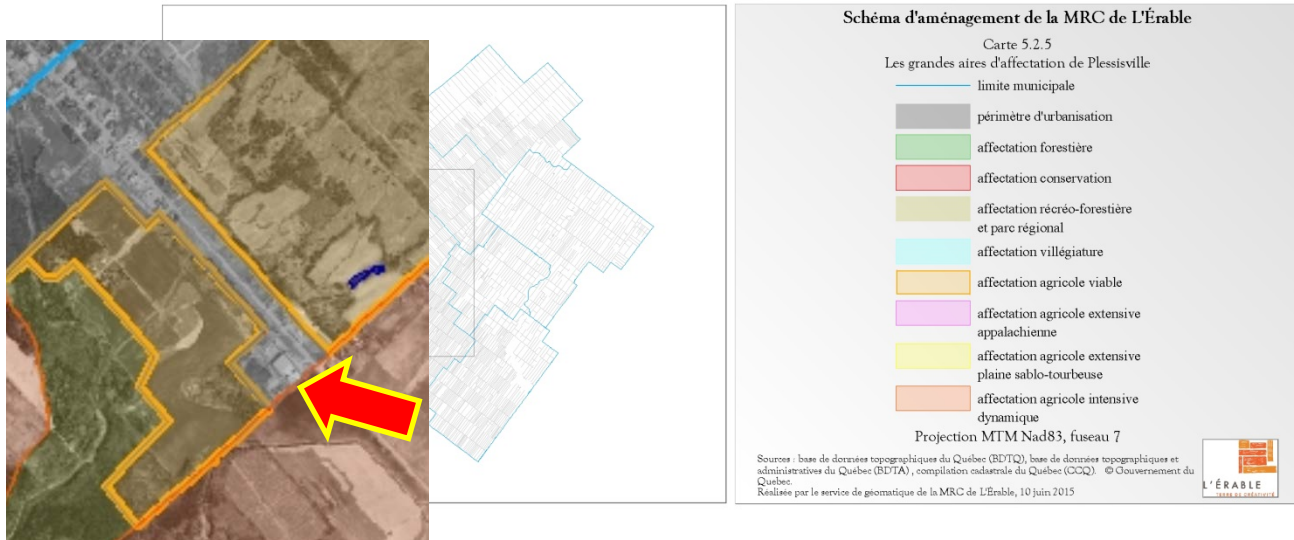 Schéma d'aménagement de la MRC de L'Érable
Carte 5.2.5
Les grandes aires d'affectation de Plessisville
limite municipale
périmètre d'urbanisation
affectation forestière
affectation conservation
affectation récréo-forestière
et parc régional
affectation villégiature
affectation agricole viable
affectation agricole extensive
appalachienne
affectation agricole extensive
plaine sablo-tourbeuse
affectation agricole intensive
dynamique
Projection MTM Nad83, fuseau 7
Sources : base de données topographiques du Québec (BDTQ), base de données topographiques et
administratives du Québec (BDTA) , compilation cadastrale du Québec (CCQ). © Gouvernement du
Quebec.
Réalisée par le service de géomatique de la MRC de L'Érable, 10 juin 2015
L'ÉRABLE
TERRE DE CRÉATIVITÉ